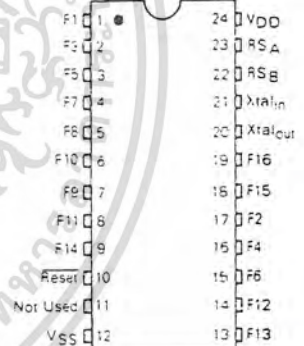 F1 1 24 VDD
F3 2 23 RSA
F5 3 22 RSB
F7 4 21 Xtalin
F8 5 20 Xtalout
F10 6 19 F16
F9 7 18 F15
F11 8 17 F2
F14 9 16 F4
Reset 10 15 F6
Not Used 11 14 F12
VSS 12 13 F13